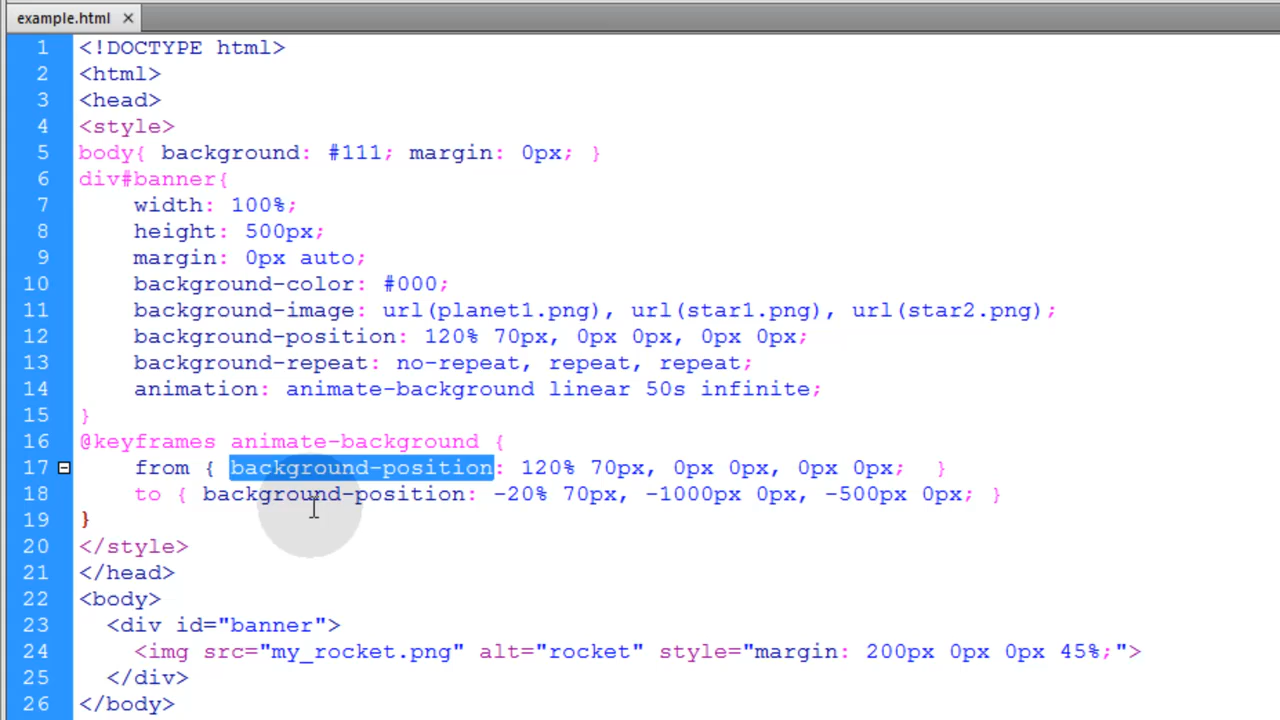 example.html ×
1 <!DOCTYPE html>
2 <html>
3 <head>
4 <style>
5 body{ background: #111; margin: 0px; }
6 div#banner{
7     width: 100%;
8     height: 500px;
9     margin: 0px auto;
10     background-color: #000;
11     background-image: url(planet1.png), url(star1.png), url(star2.png);
12     background-position: 120% 70px, 0px 0px, 0px 0px;
13     background-repeat: no-repeat, repeat, repeat;
14     animation: animate-background linear 50s infinite;
15 }
16 @keyframes animate-background {
17     from { background-position: 120% 70px, 0px 0px, 0px 0px;  }
18     to { background-position: -20% 70px, -1000px 0px, -500px 0px; }
19 }
20 </style>
21 </head>
22 <body>
23   <div id="banner">
24     <img src="my_rocket.png" alt="rocket" style="margin: 200px 0px 0px 45%;">
25   </div>
26 </body>